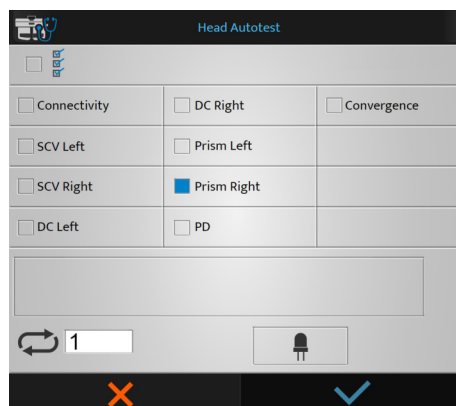 Head Autotest
Connectivity
DC Right
Convergence
SCV Left
Prism Left
SCV Right
Prism Right
DC Left
PD
1